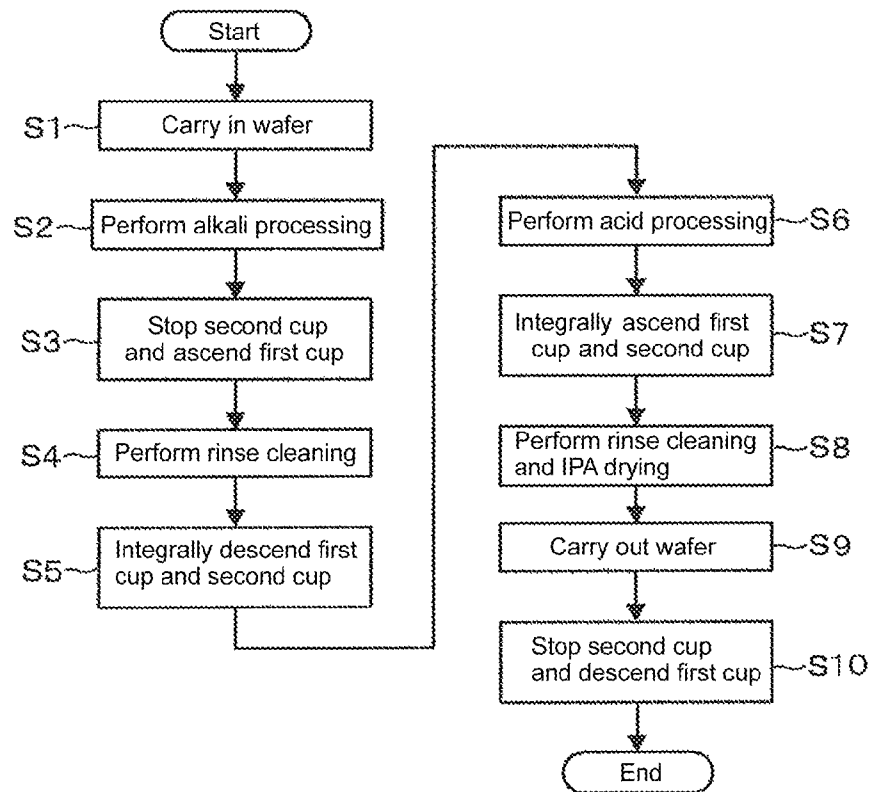 Start
S1
Carry in wafer
S2
Perform alkali processing
S3
Stop second cup
and ascend first cup
S4
Perform rinse cleaning
S5
Integrally descend first
cup and second cup
Perform acid processing
S6
Integrally ascend first
cup and second cup
S7
Perform rinse cleaning
and IPA drying
S8
Carry out wafer
S9
Stop second cup
and descend first cup
S10
End